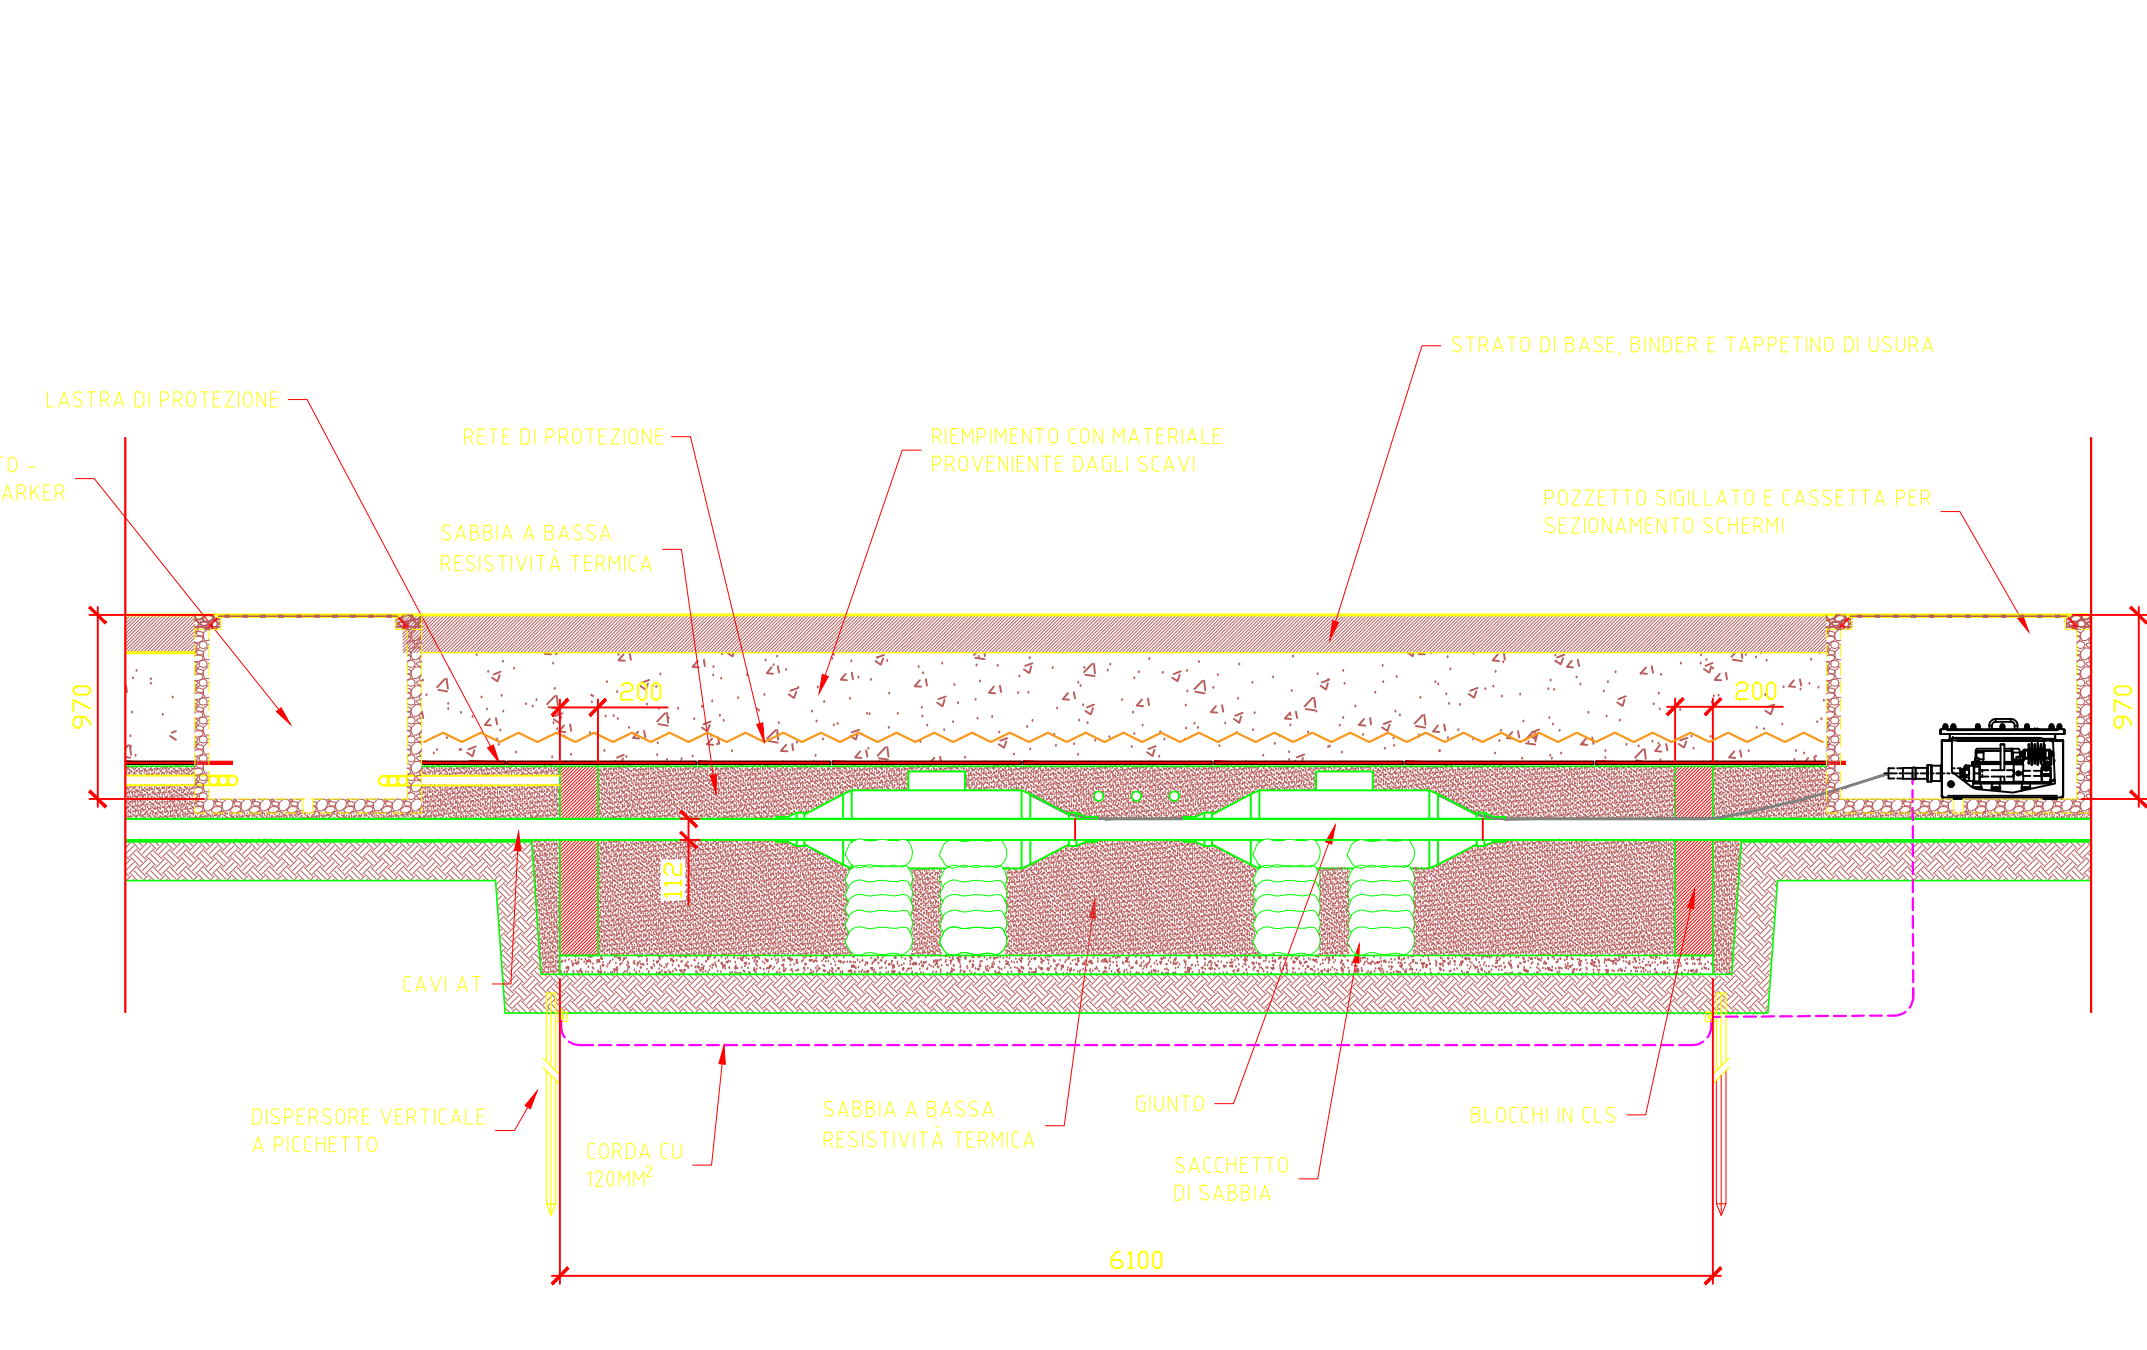 STRATO DI BASE, BINDER E TAPPETINO DI USURA
LASTRA DI PROTEZIONE
RETE DI PROTEZIONE
RIEMPIMENTO CON MATERIALE
PROVENIENTE DAGLI SCAVI
TO -
ARKER
POZZETTO SIGILLATO E CASSETTA PER
SEZIONAMENTO SCHERMI
SABBIA A BASSA
RESISTIVITÀ TERMICA
200
200
970
970
112
CAVI AT
DISPERSORE VERTICALE
A PICCHETTO
CORDA CU
120MM²
SABBIA A BASSA
RESISTIVITÀ TERMICA
GIUNTO
BLOCCHI IN CLS
SACCHETTO
DI SABBIA
6100